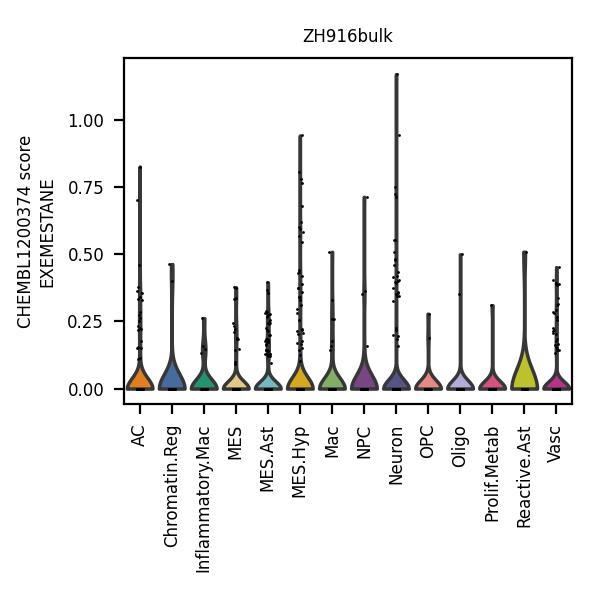 ZH916bulk
CHEMBL1200374 score
EXEMESTANE
1.00
0.75
0.50
0.25
0.00
AC
Chromatin.Reg
Inflammatory.Mac
MES
MES.Ast
MES.Hyp
Mac
NPC
Neuron
OPC
Oligo
Prolif.Metab
Reactive.Ast
Vasc